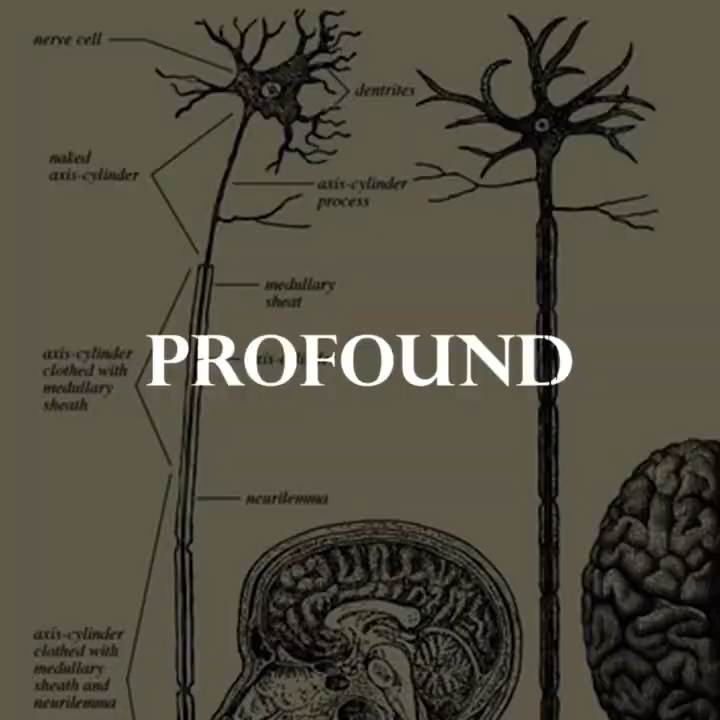 nerve cell
dentrites
naked
axis-cylinder
axis-cylinder
process
medullary
sheat
PROFOUND
axis-cylinder
clothed with
medullary
sheath
neurilemma
axis-cylinder
clothed with
medullary
sheath and
neurilemma